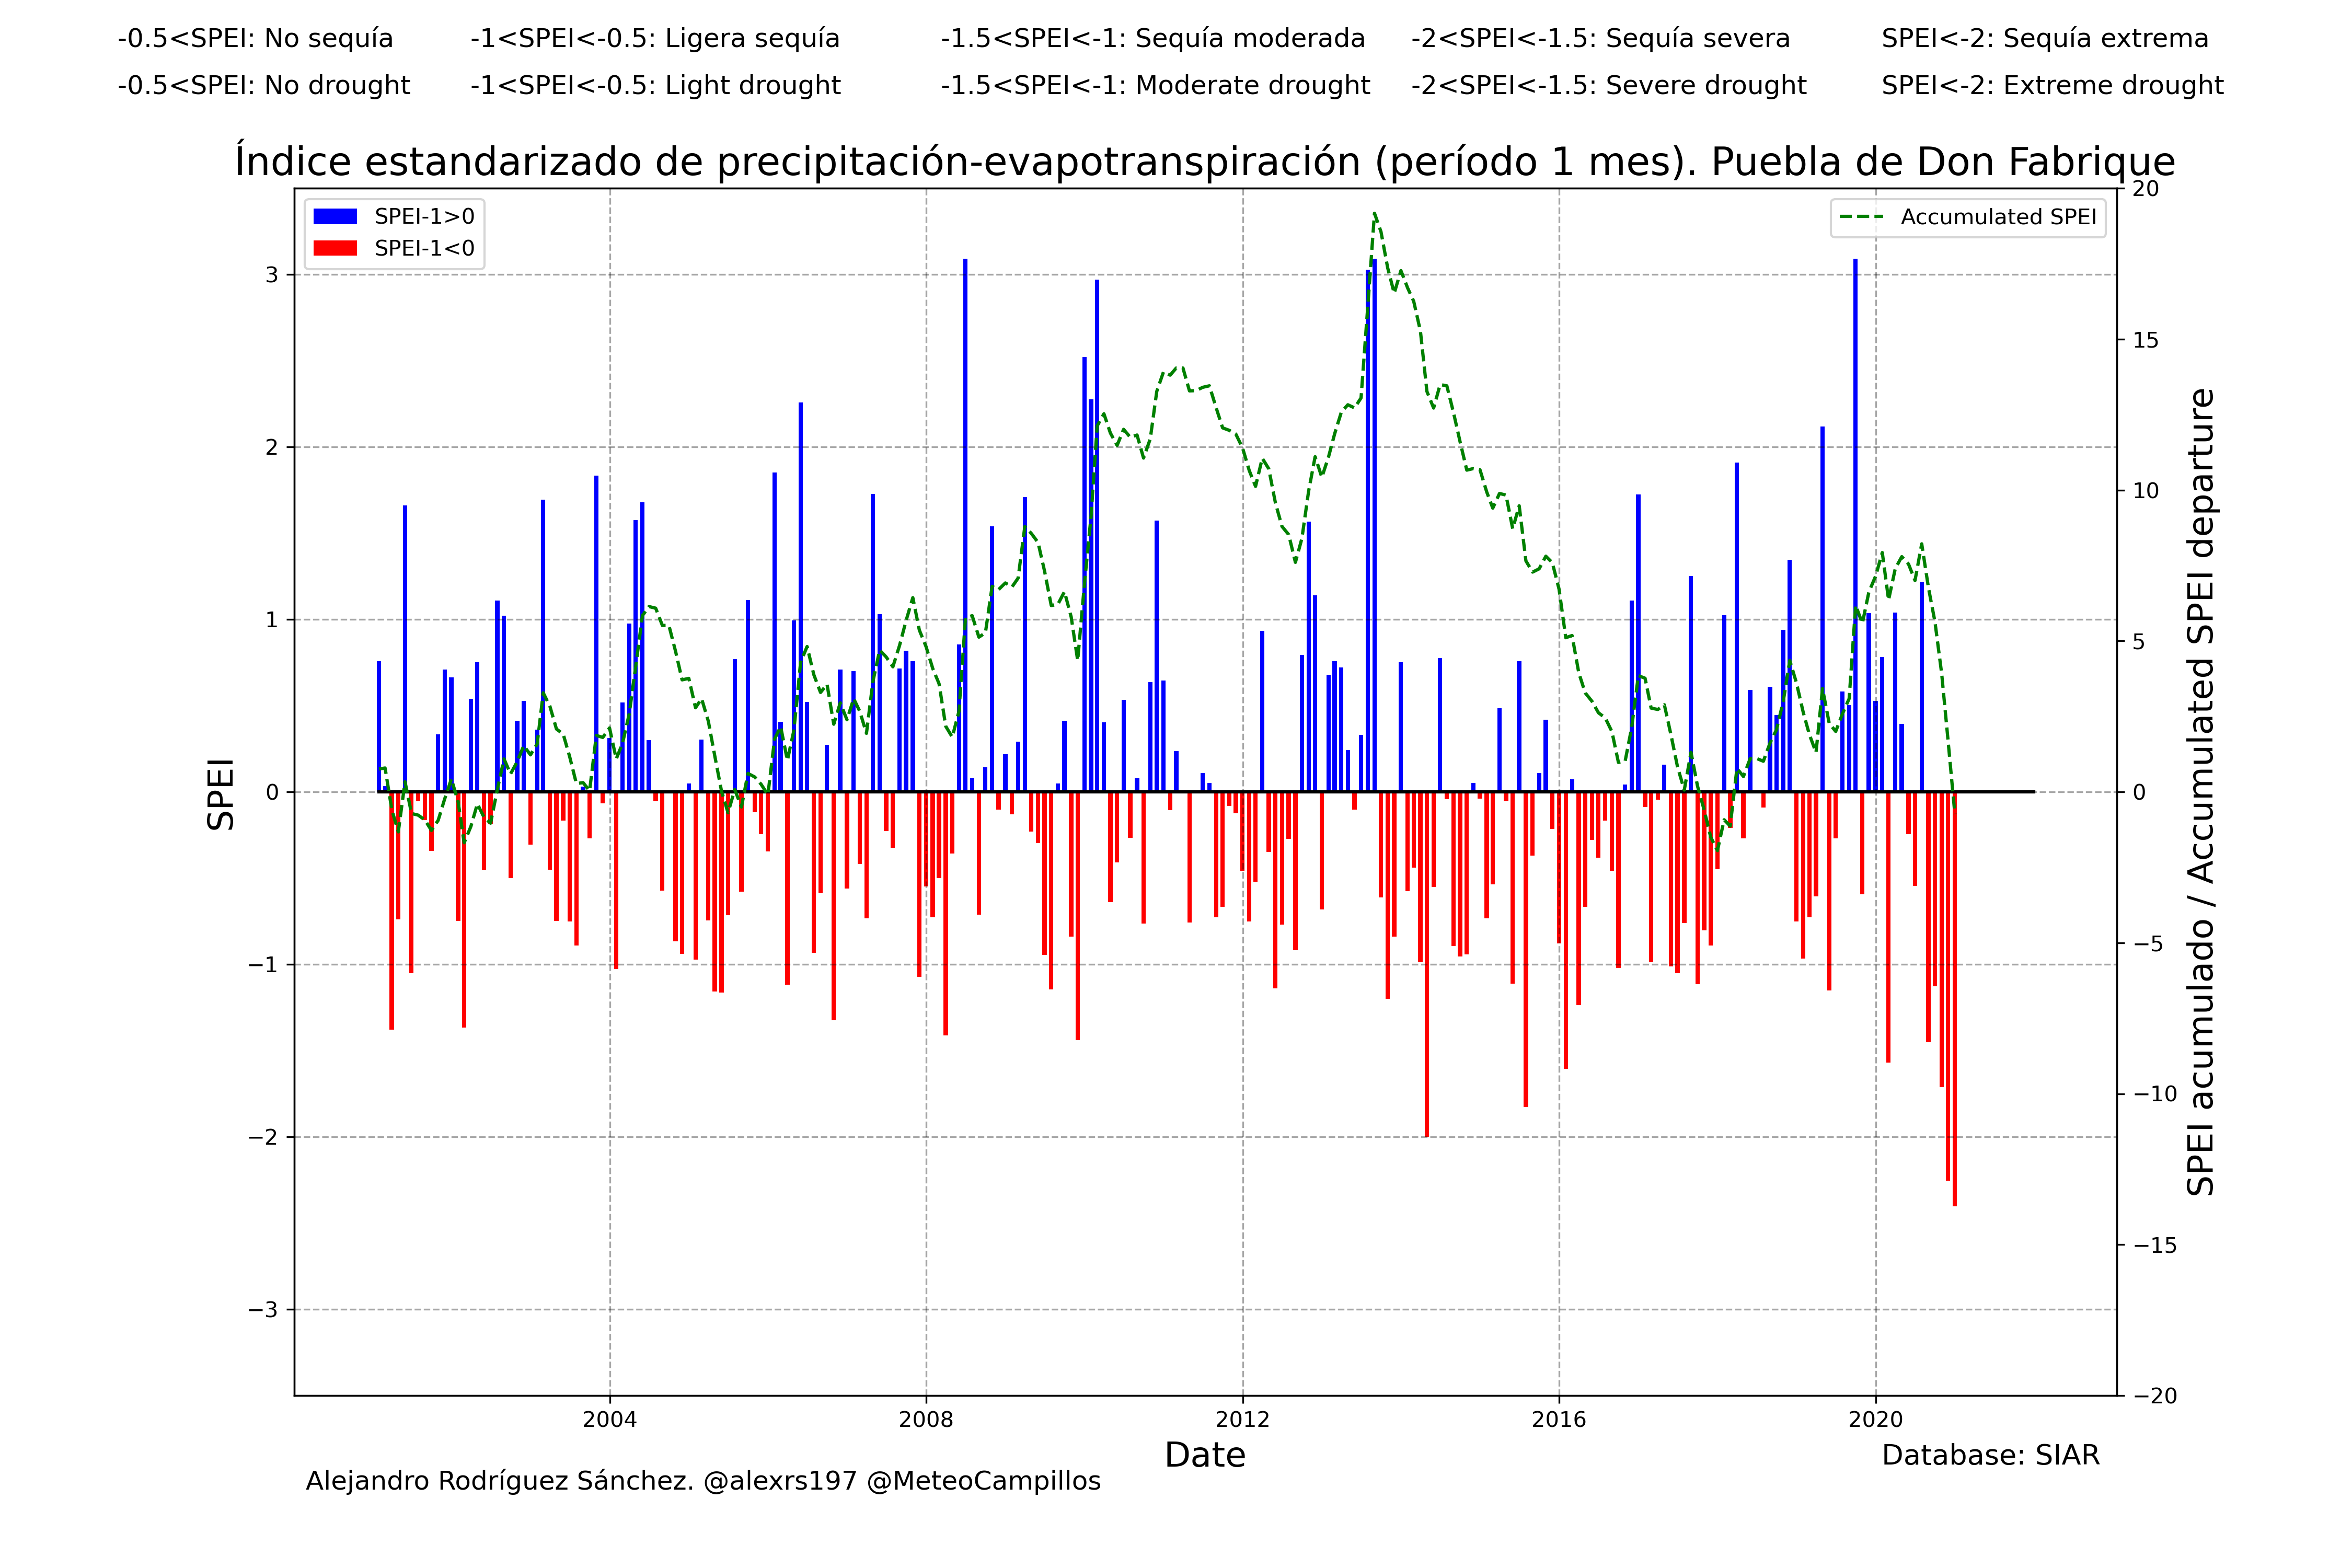 -0.5<SPEI: No sequía -1<SPEI<-0.5: Ligera sequía -1.5<SPEI<-1: Sequía moderada -2<SPEI<-1.5: Sequía severa SPEI<-2: Sequía extrema
-0.5<SPEI: No drought -1<SPEI<-0.5: Light drought -1.5<SPEI<-1: Moderate drought -2<SPEI<-1.5: Severe drought SPEI<-2: Extreme drought
Índice estandarizado de precipitación-evapotranspiración (período 1 mes). Puebla de Don Fabrique
SPEI-1>0
SPEI-1<0
Accumulated SPEI
SPEI
3
2
1
0
−1
−2
−3
20
15
10
5
0
−5
−10
−15
−20
SPEI acumulado / Accumulated SPEI departure
2004 2008 2012 2016 2020
Date
Database: SIAR
Alejandro Rodríguez Sánchez. @alexrs197 @MeteoCampillos